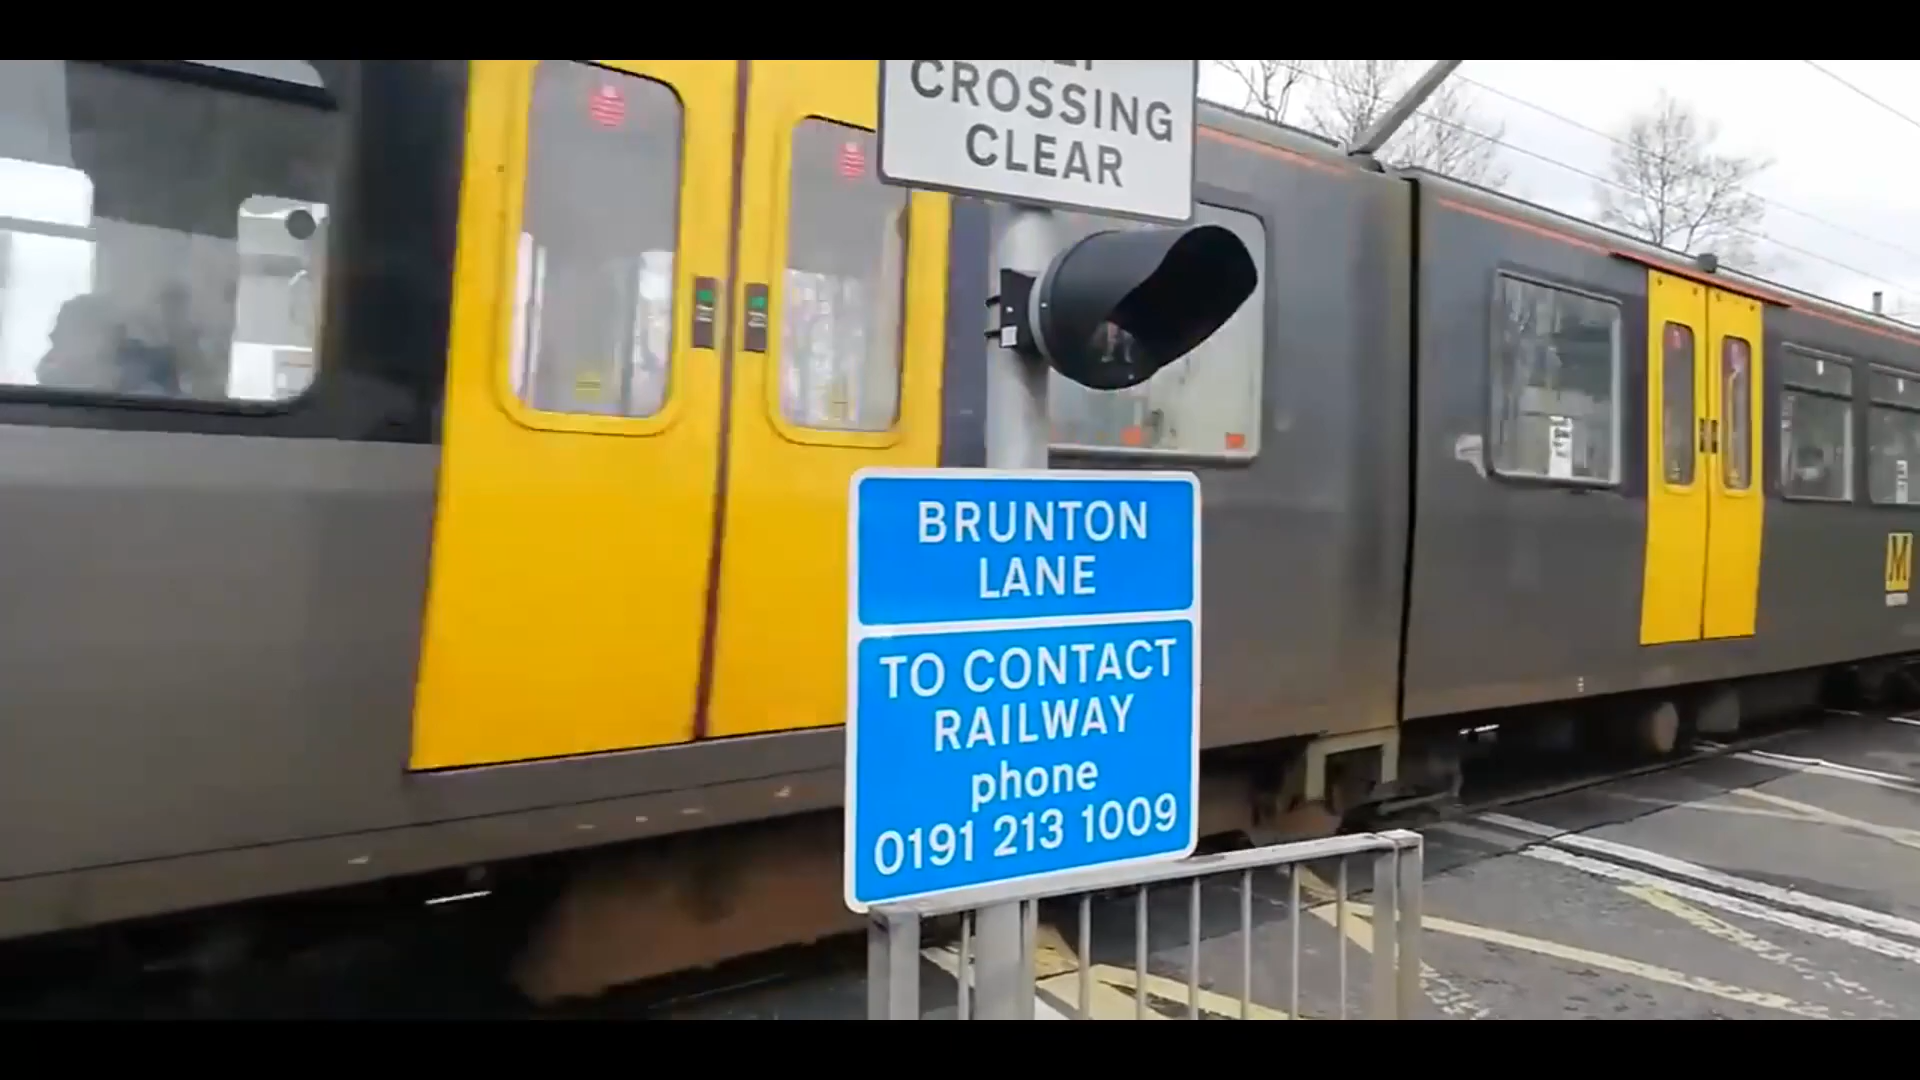 CROSSING
CLEAR
BRUNTON
LANE
TO CONTACT
RAILWAY
phone
0191 213 1009
M